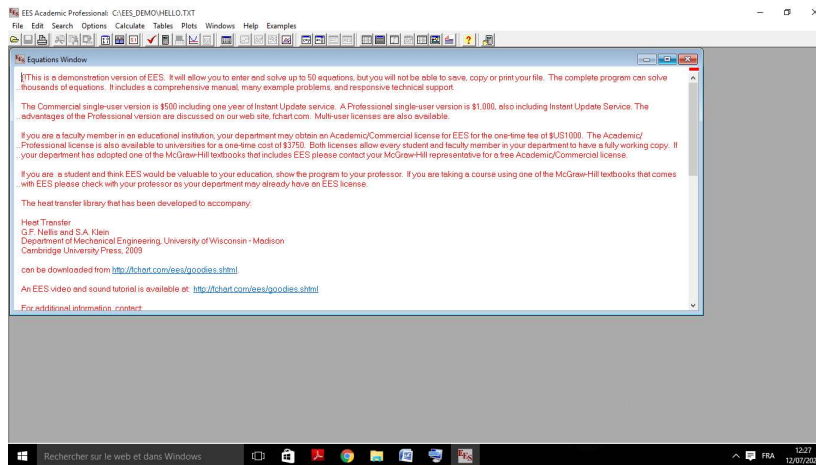 EES Academic Professional: C:\EES_DEMO\HELLO.TXT
File Edit Search Options Calculate Tables Plots Windows Help Examples
Equations Window
{!This is a demonstration version of EES. It will allow you to enter and solve up to 50 equations, but you will not be able to save, copy or print your file. The complete program can solve
thousands of equations. It includes a comprehensive manual, many example problems, and responsive technical support
The Commercial single-user version is $500 including one year of Instant Update service. A Professional single-user version is $1,000, also including Instant Update Service. The
advantages of the Professional version are discussed on our web site, fchart.com. Multi-user licenses are also available.
If you are a faculty member in an educational institution, your department may obtain an Academic/Commercial license for EES for the one-time fee of $US1000. The Academic/
Professional license is also available to universities for a one-time cost of $3750. Both licenses allow every student and faculty member in your department to have a fully working copy. If
your department has adopted one of the McGraw-Hill textbooks that includes EES please contact your McGraw-Hill representative for a free Academic/Commercial license.
If you are a student and think EES would be valuable to your education, show the program to your professor. If you are taking a course using one of the McGraw-Hill textbooks that comes
with EES please check with your professor as your department may already have an EES license.
The heat transfer library that has been developed to accompany:
Heat Transfer
G.F. Nellis and S.A. Klein
Department of Mechanical Engineering, University of Wisconsin - Madison
Cambridge University Press, 2009
can be downloaded from http://fchart.com/ees/goodies.shtml.
An EES video and sound tutorial is available at: http://fchart.com/ees/goodies.shtml
For additional information, contact:
Rechercher sur le web et dans Windows
FRA
12:27
12/07/202